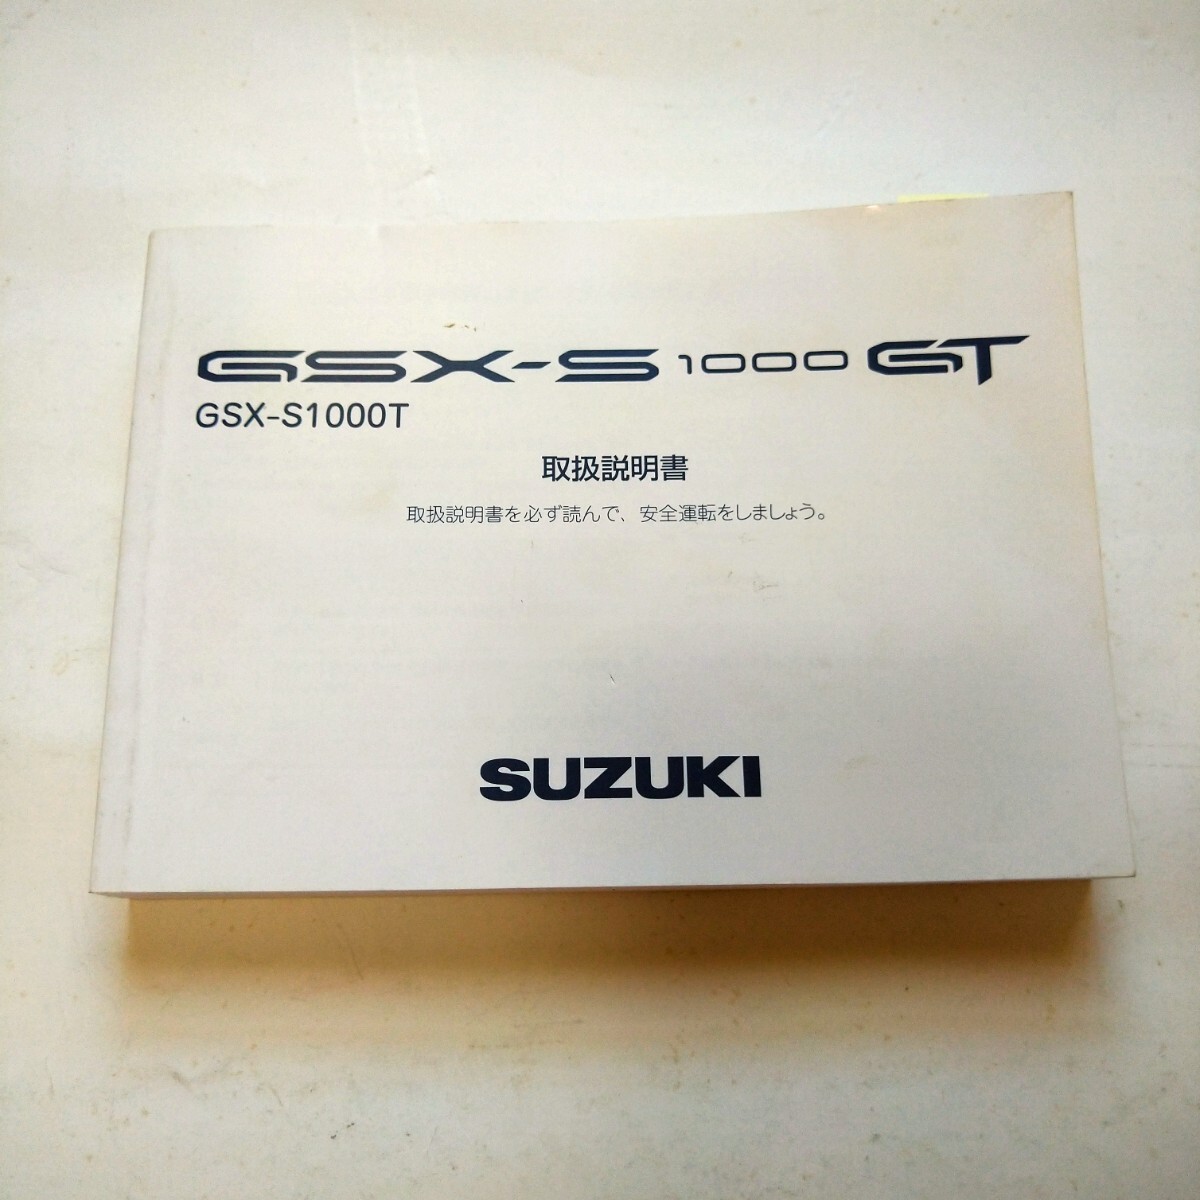 GSX-S 1000 GT
GSX-S1000T
取扱説明書
取扱説明書を必ず読んで、安全運転をしましょう。
SUZUKI